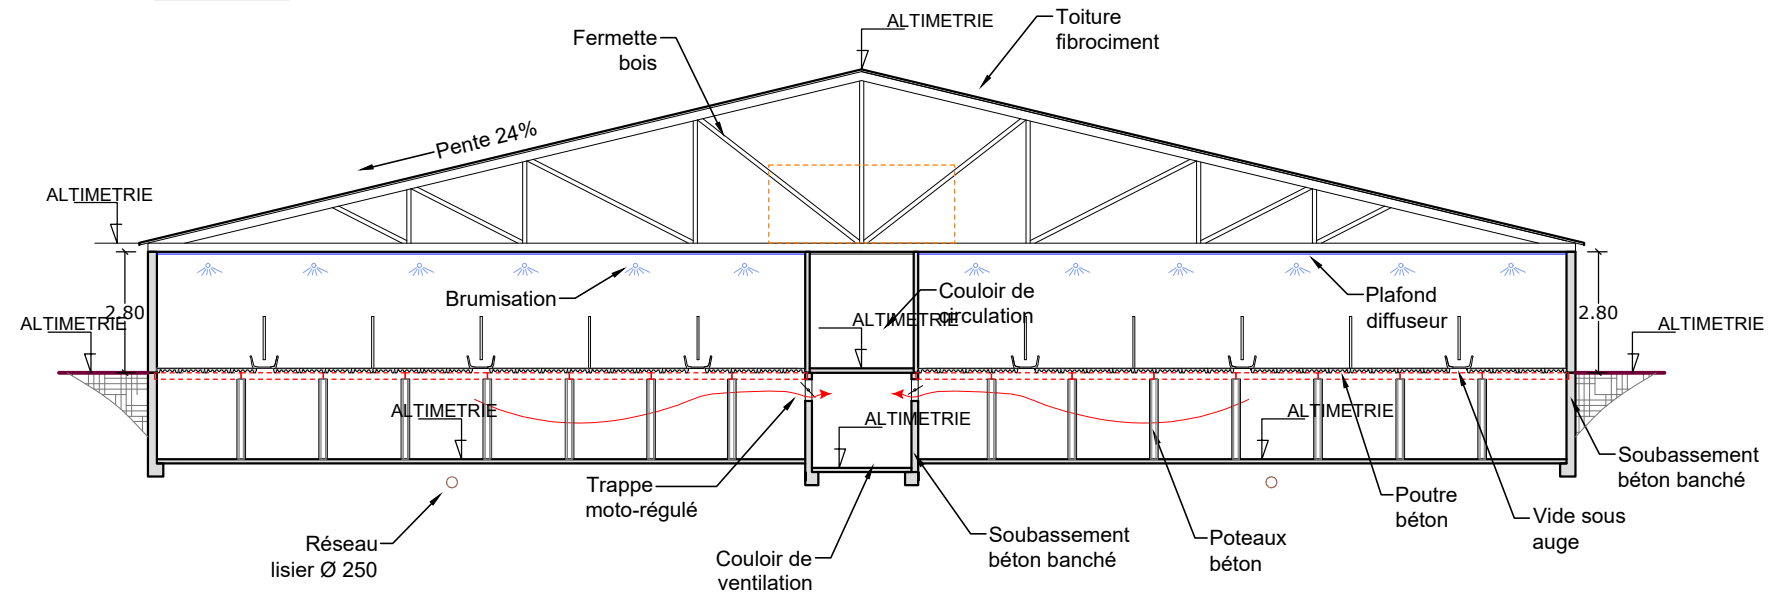 ALTIMETRIE
Toiture
fibrociment
Fermette
bois
Pente 24%
ALTIMETRIE
Brumisation
Couloir de
circulation
ALTIMETRIE
Plafond
diffuseur
2.80
2.80
ALTIMETRIE
ALTIMETRIE
ALTIMETRIE
ALTIMETRIE
ALTIMETRIE
Trappe
moto-régulé
Soubassement
béton banché
Poutre
béton
Vide sous
auge
Réseau
lisier Ø 250
Couloir de
ventilation
Soubassement
béton banché
Poteaux
béton